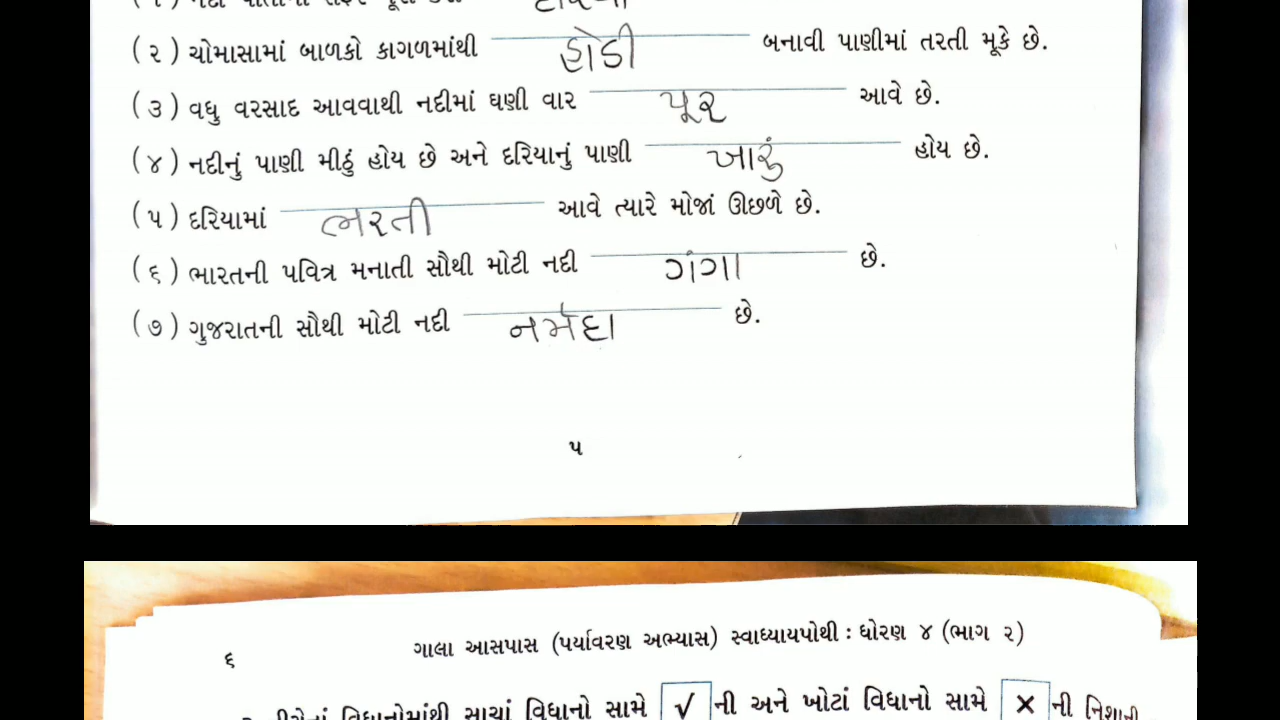 (૨) ચોમાસામાં બાળકો કાગળમાંથી હોડી બનાવી પાણીમાં તરતી મૂકે છે.
(૩) વધુ વરસાદ આવવાથી નદીમાં ઘણી વાર પૂર આવે છે.
(૪) નદીનું પાણી મીઠું હોય છે અને દરિયાનું પાણી ખારું હોય છે.
(૫) દરિયામાં ભરતી આવે ત્યારે મોજાં ઊછળે છે.
(૬) ભારતની પવિત્ર મનાતી સૌથી મોટી નદી ગંગા છે.
(૭) ગુજરાતની સૌથી મોટી નદી નર્મદા છે.
૫
૬ ગાલા આસપાસ (પર્યાવરણ અભ્યાસ) સ્વાધ્યાયપોથી : ધોરણ ૪ (ભાગ ૨)
વિધાનોમાંથી સાચાં વિધાનો સામે ✓ ની અને ખોટાં વિધાનો સામે × ની નિશાની